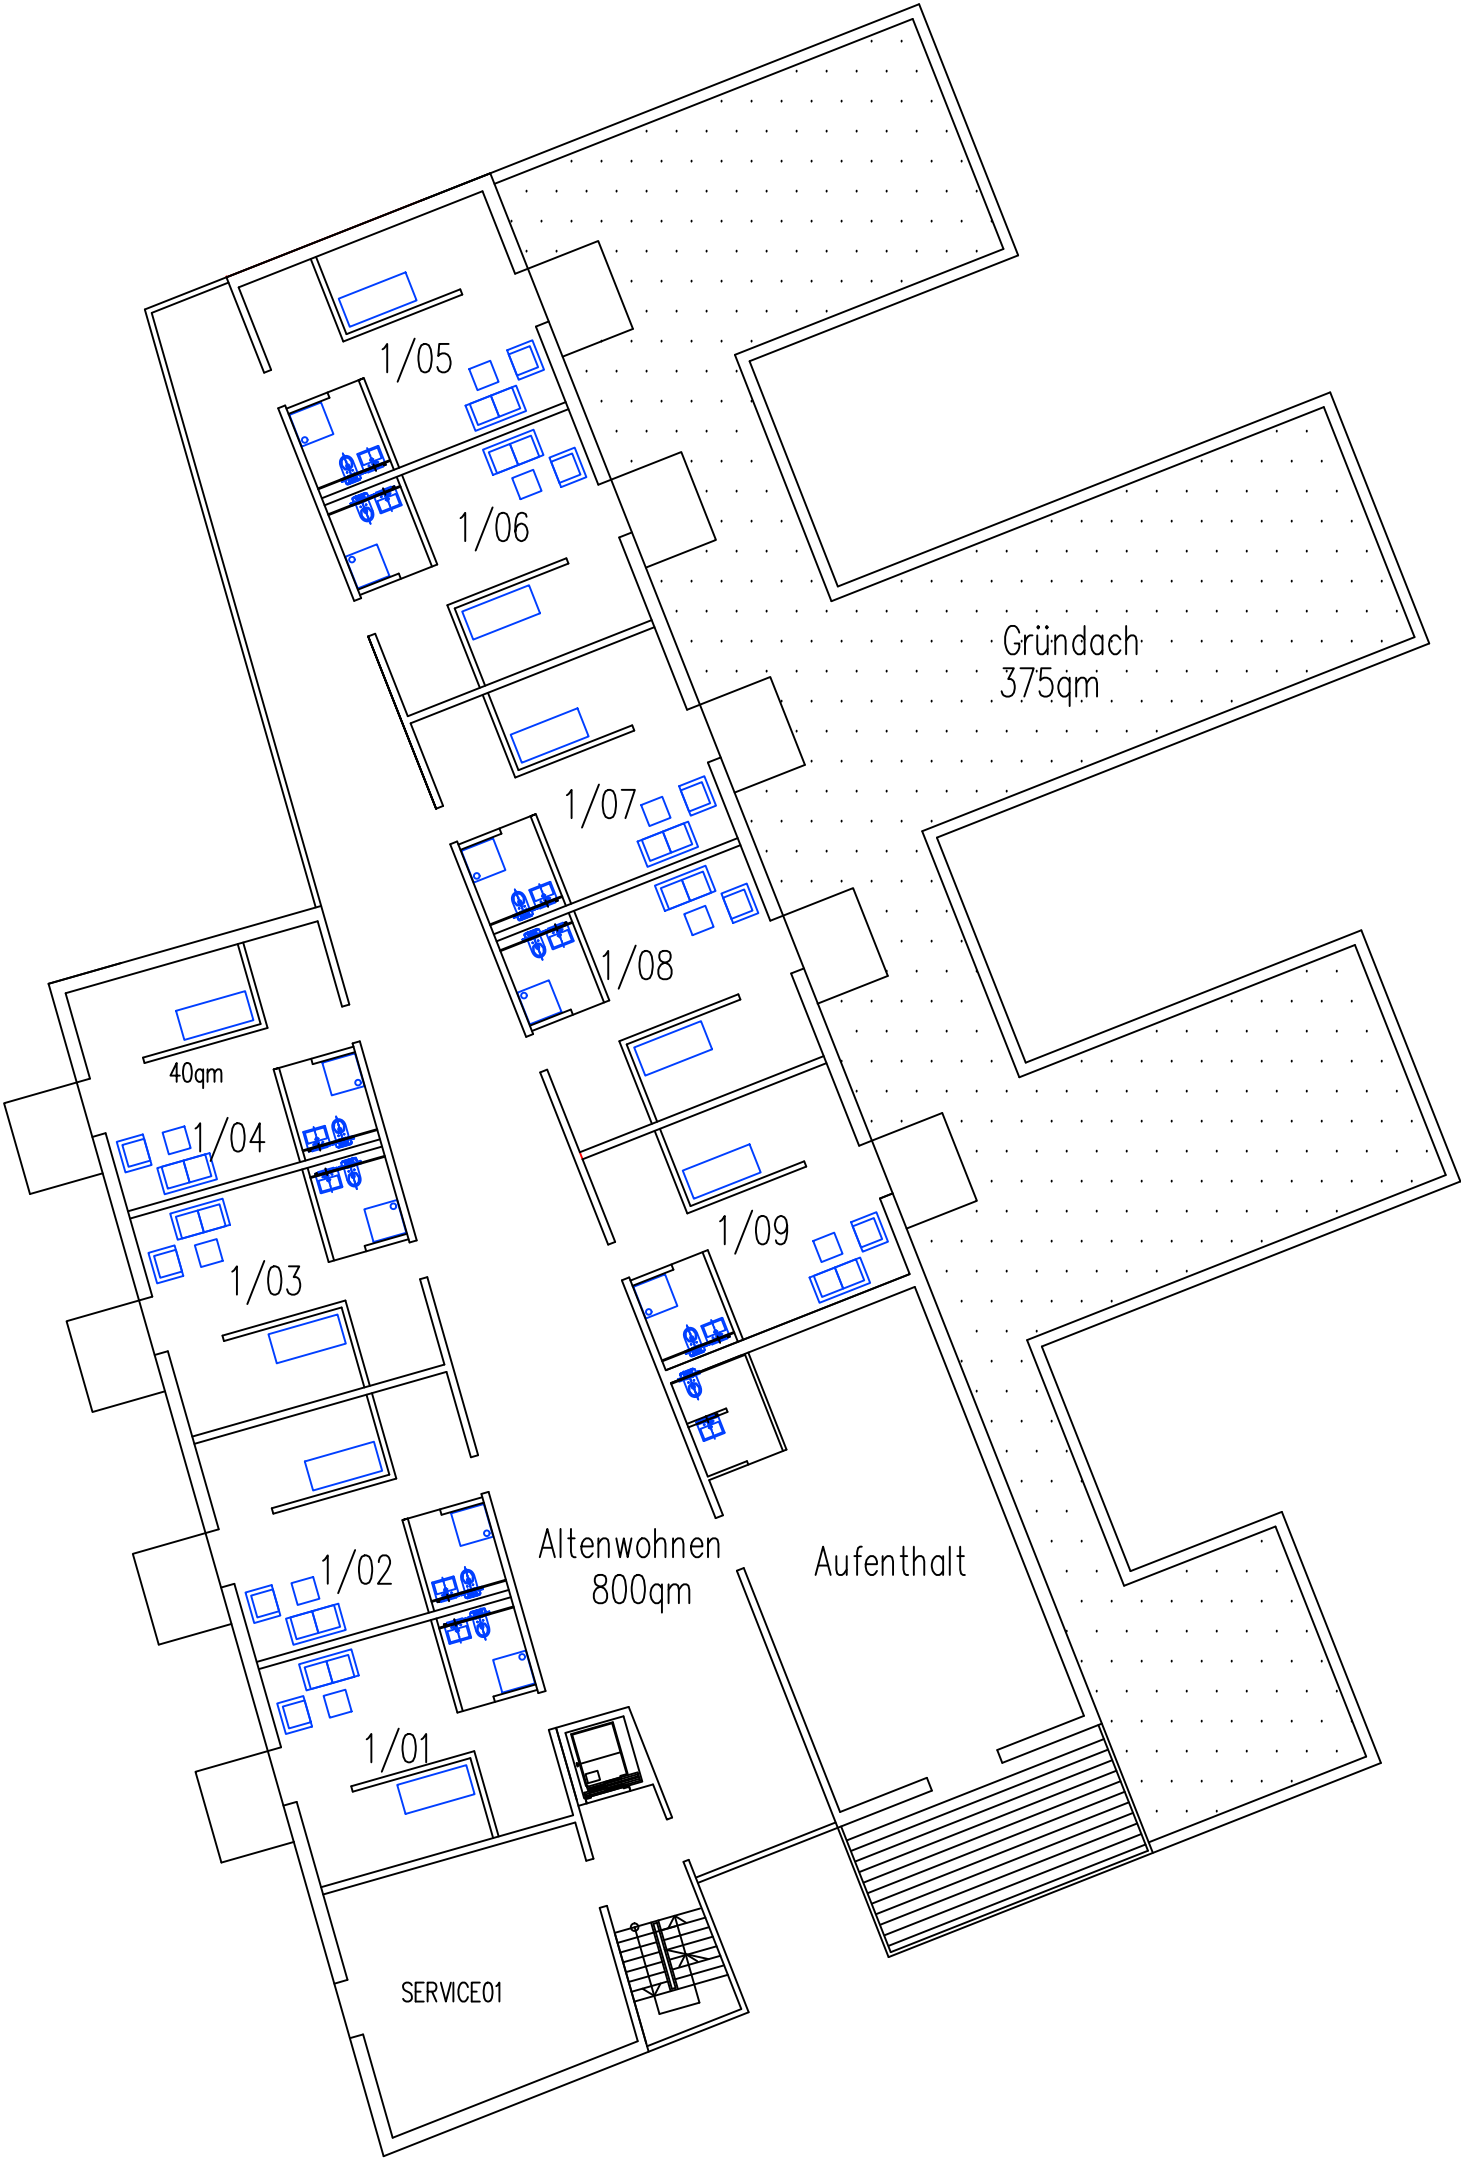 1/05
1/06
Gründach
375qm
1/07
1/08
40qm
1/04
1/09
1/03
Altenwohnen
800qm
Aufenthalt
1/02
1/01
SERVICE01